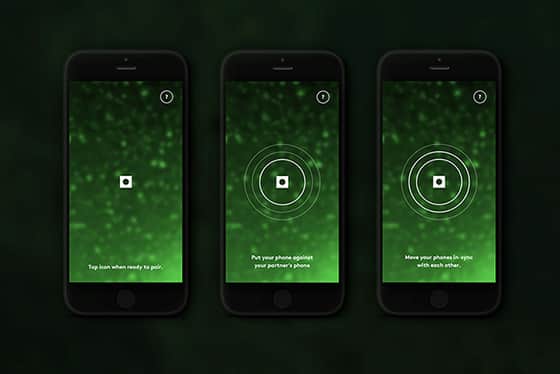 ?
Tap icon when ready to pair.
?
Put your phone against
your partner's phone
?
Move your phones in-sync
with each other.